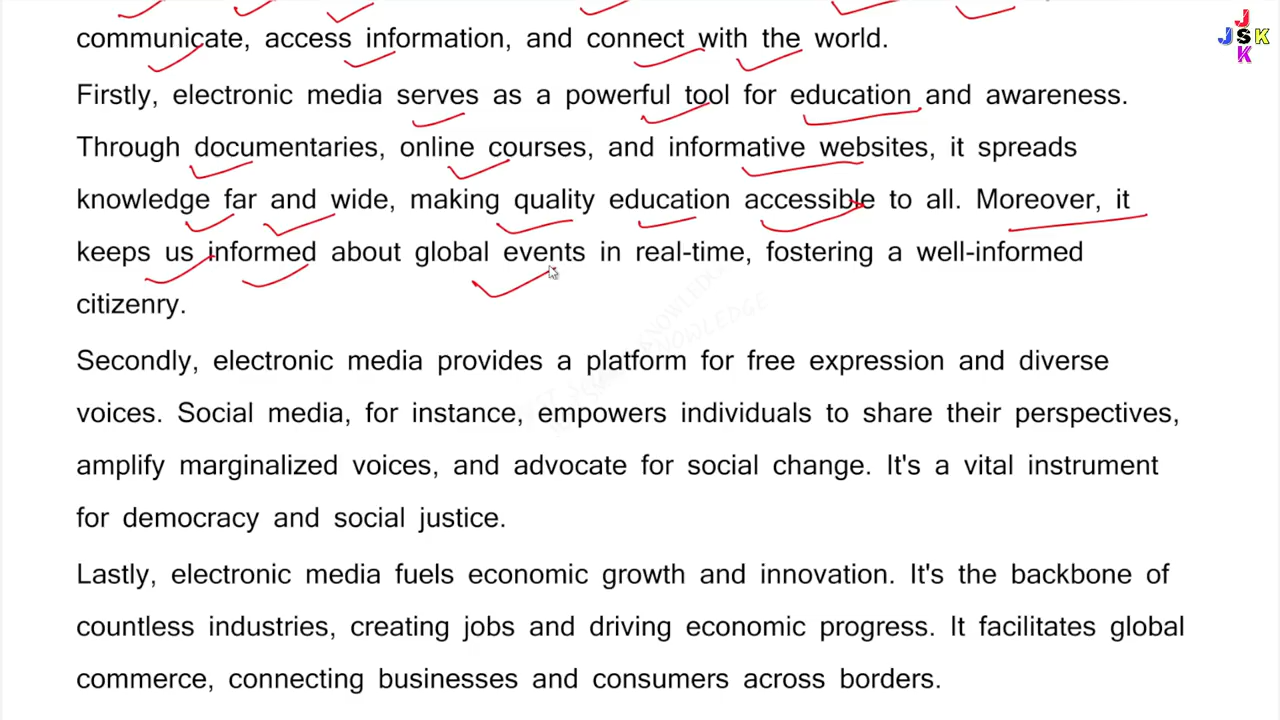 communicate, access information, and connect with the world.
Firstly, electronic media serves as a powerful tool for education and awareness.
Through documentaries, online courses, and informative websites, it spreads
knowledge far and wide, making quality education accessible to all. Moreover, it
keeps us informed about global events in real-time, fostering a well-informed
citizenry.
Secondly, electronic media provides a platform for free expression and diverse
voices. Social media, for instance, empowers individuals to share their perspectives,
amplify marginalized voices, and advocate for social change. It's a vital instrument
for democracy and social justice.
Lastly, electronic media fuels economic growth and innovation. It's the backbone of
countless industries, creating jobs and driving economic progress. It facilitates global
commerce, connecting businesses and consumers across borders.
J
JSK
K
KNOWLEDGE